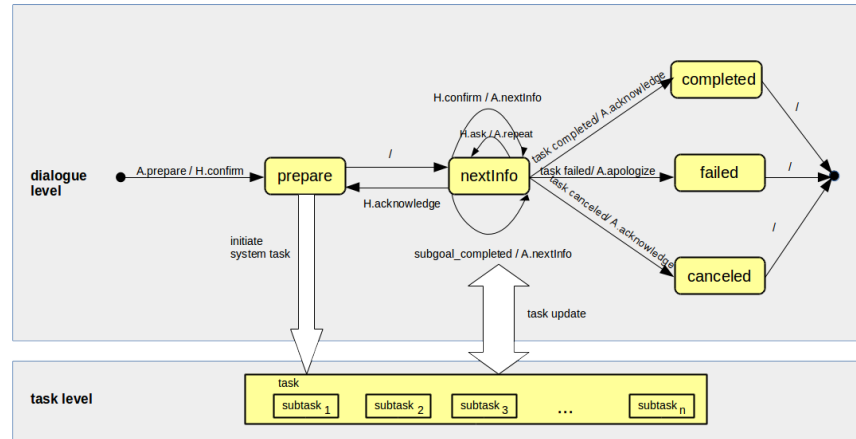 completed
H.confirm / A.nextInfo
task completed/ A.acknowledge
/
H.ask / A.repeat
/
dialogue
level
A.prepare / H.confirm
prepare
nextInfo
task failed/ A.apologize
failed
/
H.acknowledge
task canceled/ A.acknowledge
/
initiate
system task
subgoal_completed / A.nextInfo
canceled
task update
task level
task
subtask 1
subtask 2
subtask 3
...
subtask n